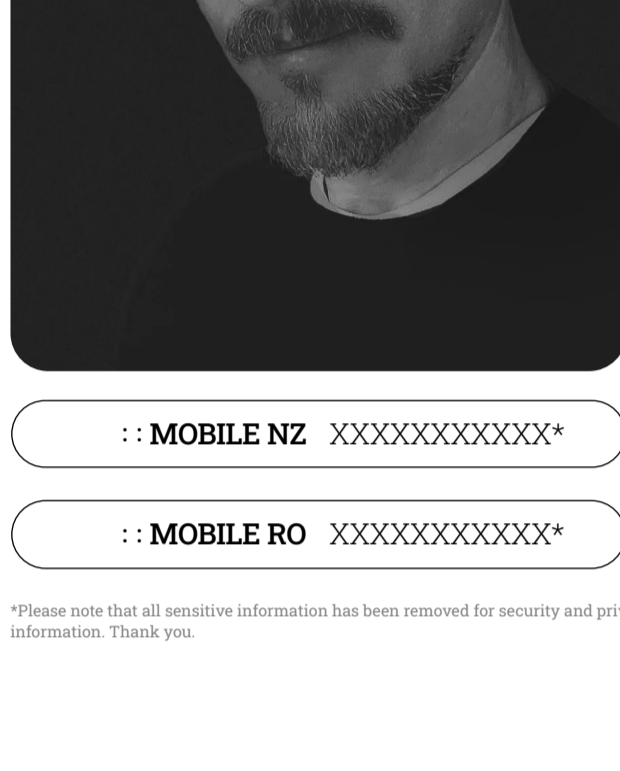 : : MOBILE NZ XXXXXXXXXXX*
: : MOBILE RO XXXXXXXXXXX*
*Please note that all sensitive information has been removed for security and
information. Thank you.